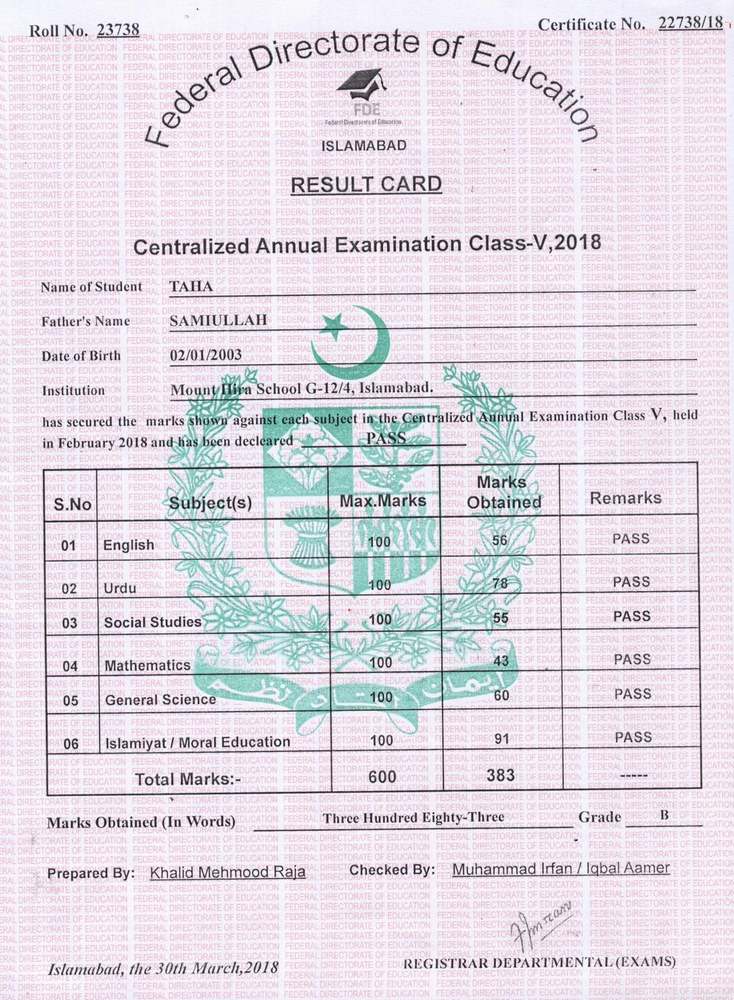 Roll No. 23738
Certificate No. 22738/18
Federal Directorate of Education
FDE
Federal Directorate of Education
ISLAMABAD
RESULT CARD
Centralized Annual Examination Class-V,2018
Name of Student TAHA
Father's Name SAMIULLAH
Date of Birth 02/01/2003
Institution Mount Hira School G-12/4, Islamabad.
has secured the marks shown against each subject in the Centralized Annual Examination Class V, held
in February 2018 and has been decleared PASS
S.No Subject(s) Max.Marks Marks Obtained Remarks
01 English 100 56 PASS
02 Urdu 100 78 PASS
03 Social Studies 100 55 PASS
04 Mathematics 100 43 PASS
05 General Science 100 60 PASS
06 Islamiyat / Moral Education 100 91 PASS
Total Marks:- 600 383 -----
ایمان اتحاد نظم
Marks Obtained (In Words) Three Hundred Eighty-Three Grade B
Prepared By: Khalid Mehmood Raja Checked By: Muhammad Irfan / Iqbal Aamer
Islamabad, the 30th March,2018
REGISTRAR DEPARTMENTAL (EXAMS)